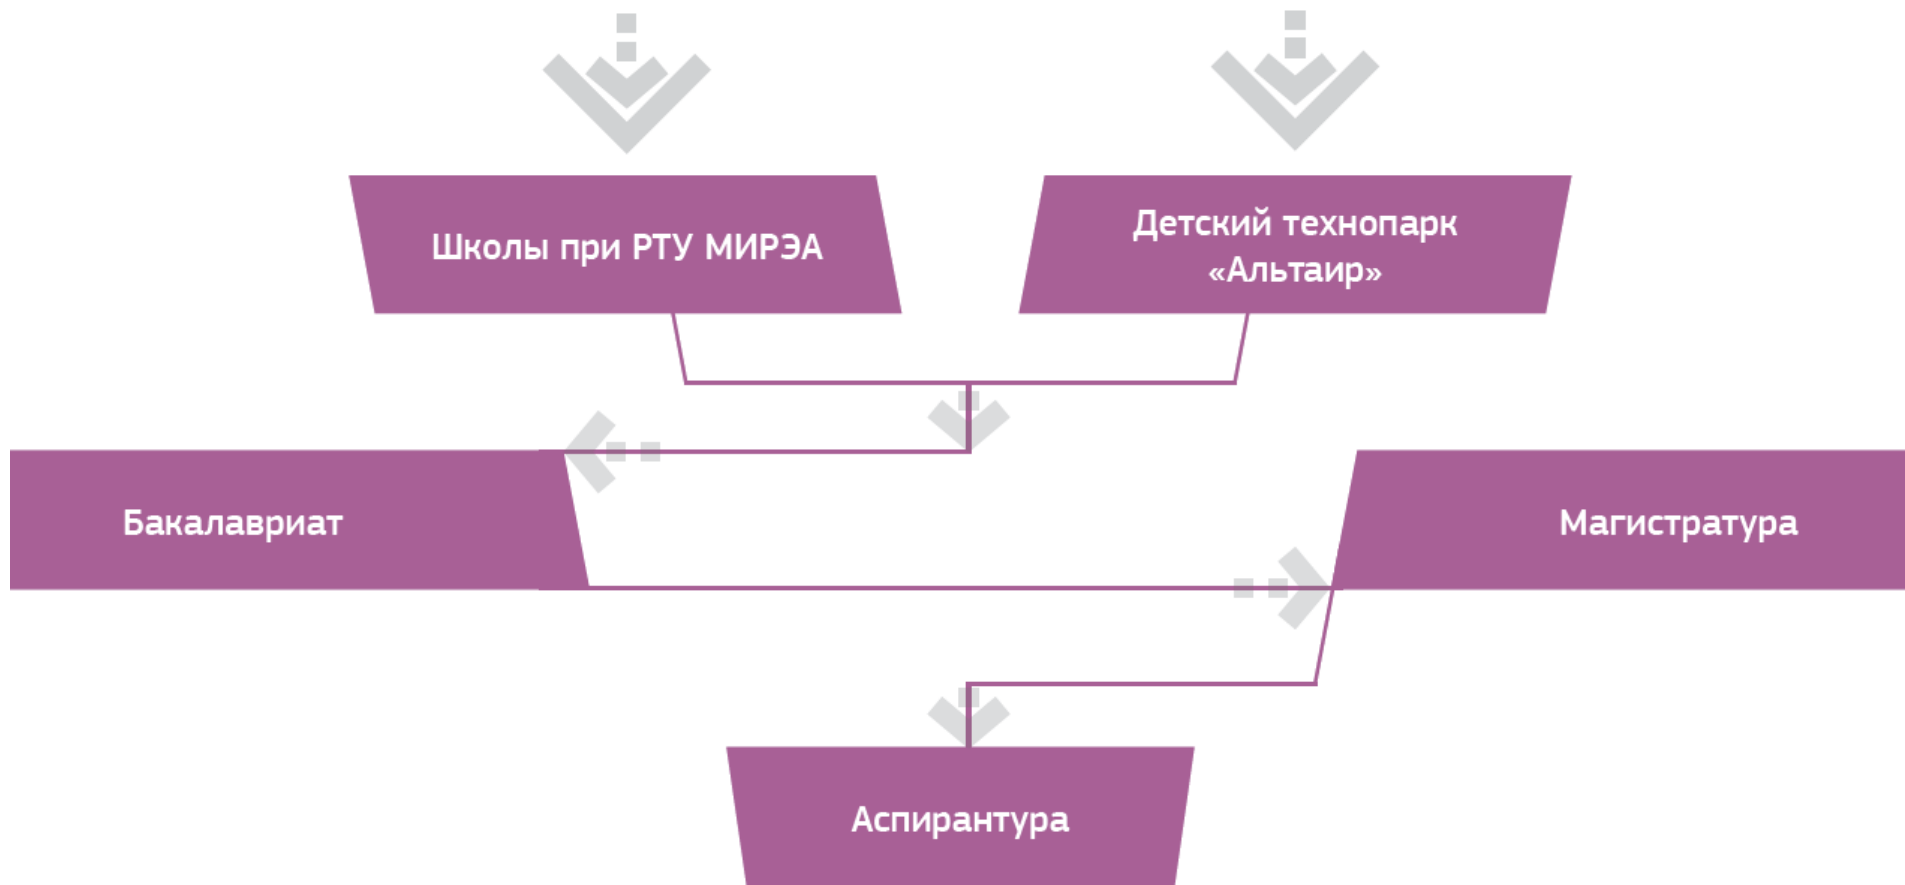 Школы при РТУ МИРЭА
Детский технопарк
«Альтаир»
Бакалавриат
Магистратура
Аспирантура